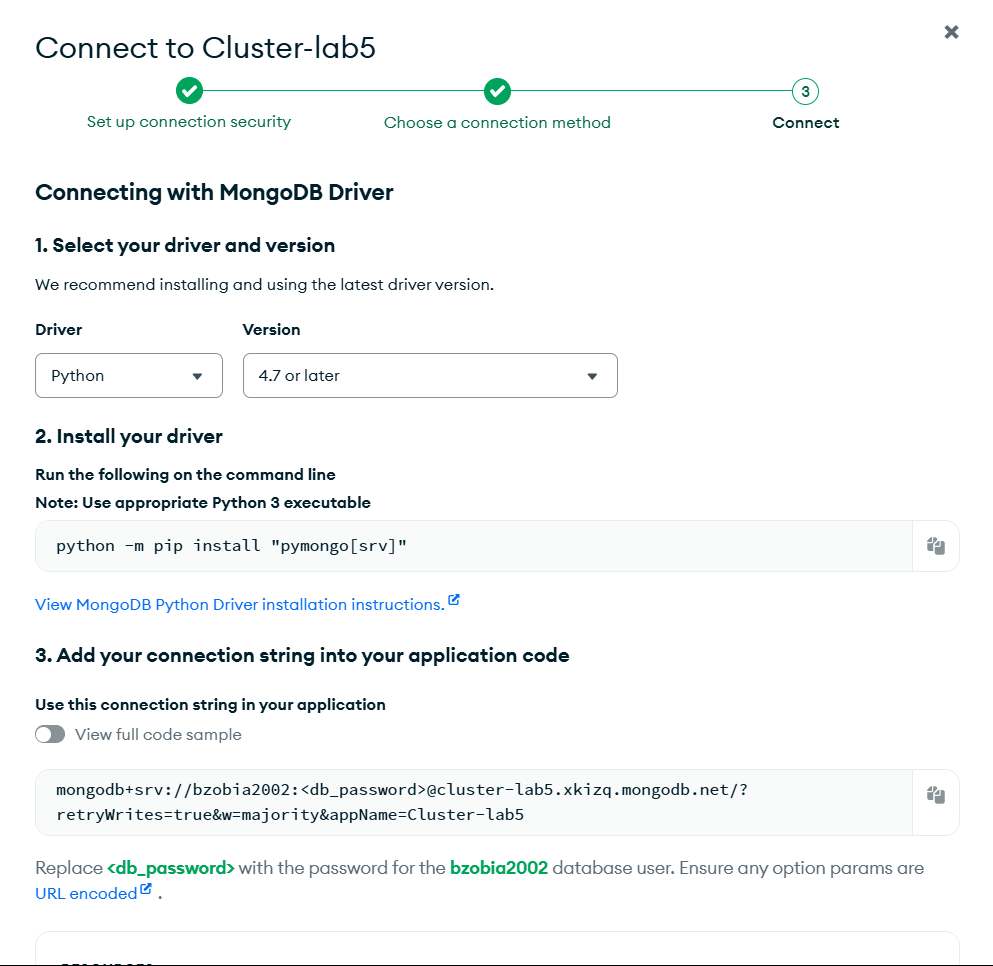 Connect to Cluster-lab5
Set up connection security
Choose a connection method
3
Connect
Connecting with MongoDB Driver
1. Select your driver and version
We recommend installing and using the latest driver version.
Driver
Version
Python
4.7 or later
2. Install your driver
Run the following on the command line
Note: Use appropriate Python 3 executable
python -m pip install "pymongo[srv]"
View MongoDB Python Driver installation instructions.
3. Add your connection string into your application code
Use this connection string in your application
View full code sample
mongodb+srv://bzobia2002:<db_password>@cluster-lab5.xkizq.mongodb.net/?
retryWrites=true&w=majority&appName=Cluster-lab5
Replace <db_password> with the password for the bzobia2002 database user. Ensure any option params are
URL encoded .